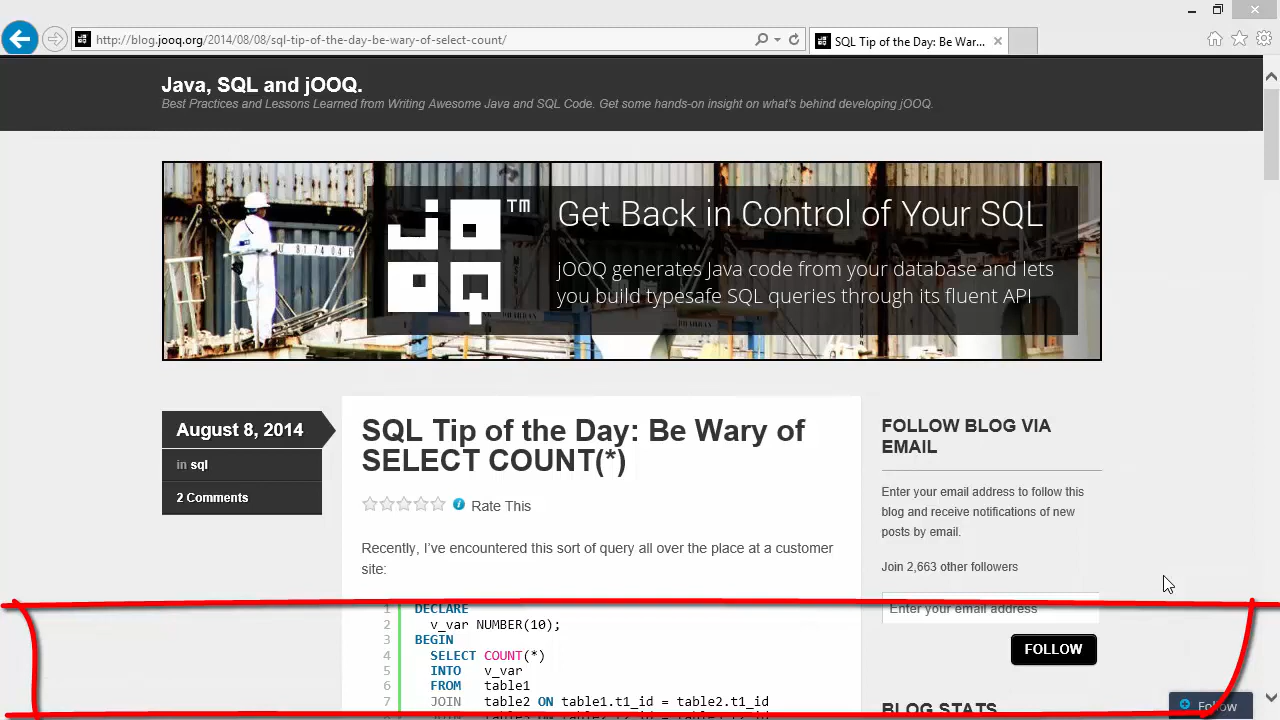 http://blog.jooq.org/2014/08/08/sql-tip-of-the-day-be-wary-of-select-count/
SQL Tip of the Day: Be War...
Java, SQL and jOOQ.
Best Practices and Lessons Learned from Writing Awesome Java and SQL Code. Get some hands-on insight on what's behind developing jOOQ.
jOOQ™
Get Back in Control of Your SQL
jOOQ generates Java code from your database and lets
you build typesafe SQL queries through its fluent API
August 8, 2014
in sql
2 Comments
SQL Tip of the Day: Be Wary of
SELECT COUNT(*)
Rate This
Recently, I've encountered this sort of query all over the place at a customer
site:
1 DECLARE
2 v_var NUMBER(10);
3 BEGIN
4 SELECT COUNT(*)
5 INTO v_var
6 FROM table1
7 JOIN table2 ON table1.t1_id = table2.t1_id
FOLLOW BLOG VIA
EMAIL
Enter your email address to follow this
blog and receive notifications of new
posts by email.
Join 2,663 other followers
Enter your email address
FOLLOW
BLOG STATS
Follow